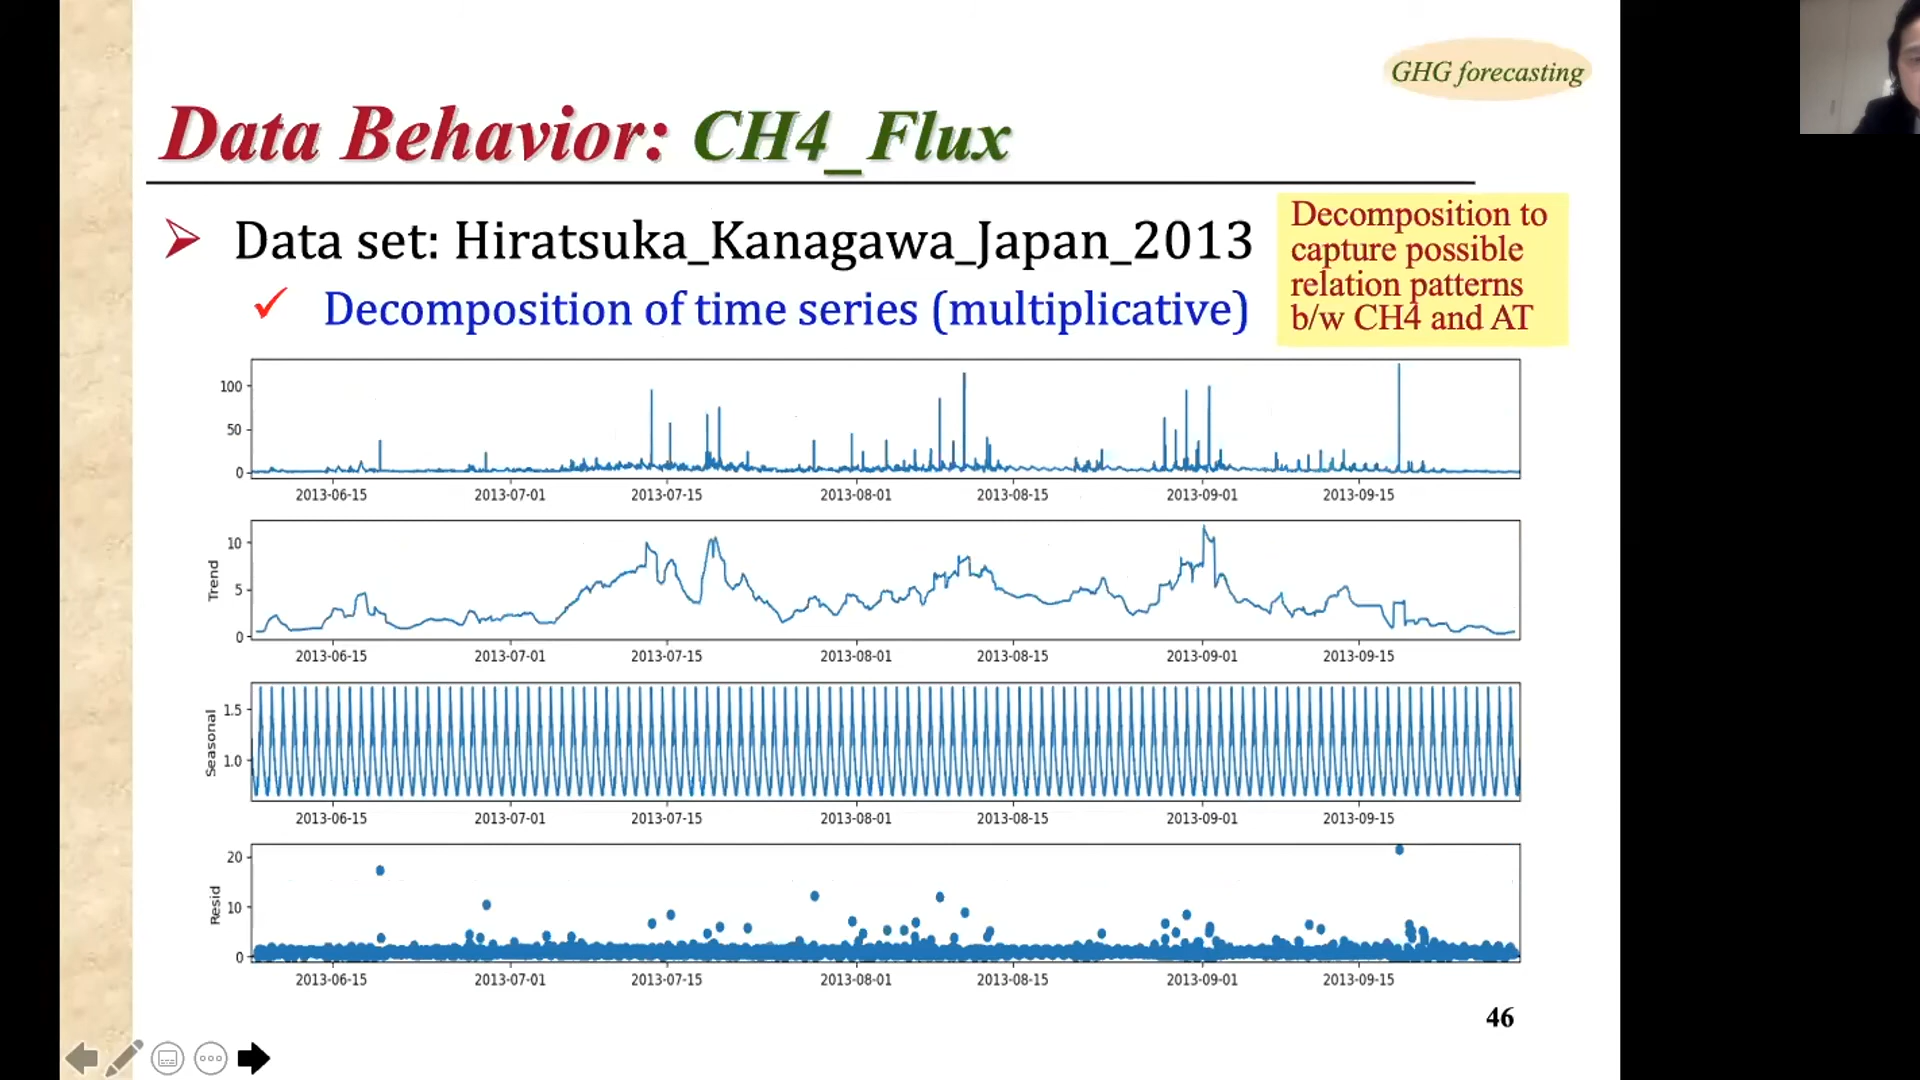 GHG forecasting
Data Behavior: CH4_Flux
Data set: Hiratsuka_Kanagawa_Japan_2013
Decomposition of time series (multiplicative)
Decomposition to
capture possible
relation patterns
b/w CH4 and AT
100
50
0
2013-06-15 2013-07-01 2013-07-15 2013-08-01 2013-08-15 2013-09-01 2013-09-15
Trend
10
5
0
2013-06-15 2013-07-01 2013-07-15 2013-08-01 2013-08-15 2013-09-01 2013-09-15
Seasonal
1.5
1.0
2013-06-15 2013-07-01 2013-07-15 2013-08-01 2013-08-15 2013-09-01 2013-09-15
Resid
20
10
0
2013-06-15 2013-07-01 2013-07-15 2013-08-01 2013-08-15 2013-09-01 2013-09-15
46